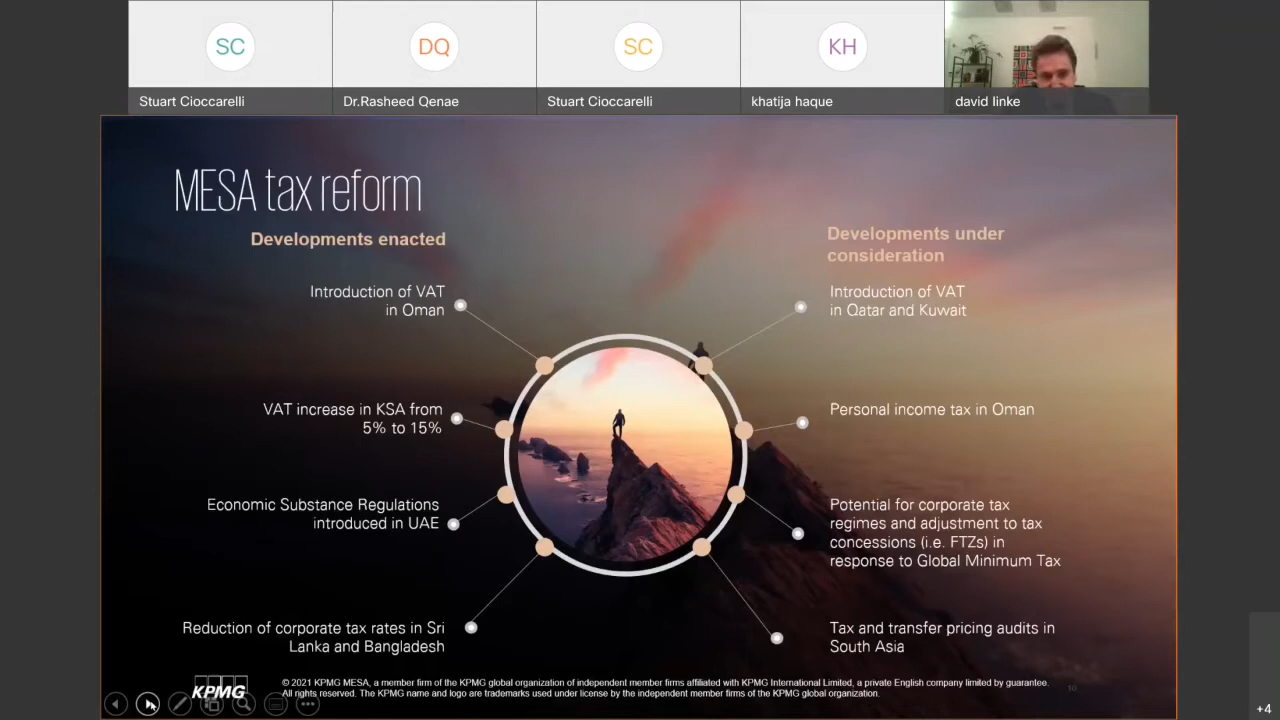 SC
DQ
SC
KH
Stuart Cioccarelli
Dr.Rasheed Qenae
Stuart Cioccarelli
khatija haque
david linke
MESA tax reform
Developments enacted
Introduction of VAT
in Oman
VAT increase in KSA from
5% to 15%
Economic Substance Regulations
introduced in UAE
Reduction of corporate tax rates in Sri
Lanka and Bangladesh
Developments under
consideration
Introduction of VAT
in Qatar and Kuwait
Personal income tax in Oman
Potential for corporate tax
regimes and adjustment to tax
concessions (i.e. FTZs) in
response to Global Minimum Tax
Tax and transfer pricing audits in
South Asia
KPMG
© 2021 KPMG MESA, a member firm of the KPMG global organization of independent member firms affiliated with KPMG International Limited, a private English company limited by guarantee.
All rights reserved. The KPMG name and logo are trademarks used under license by the independent member firms of the KPMG global organization.
10
+4